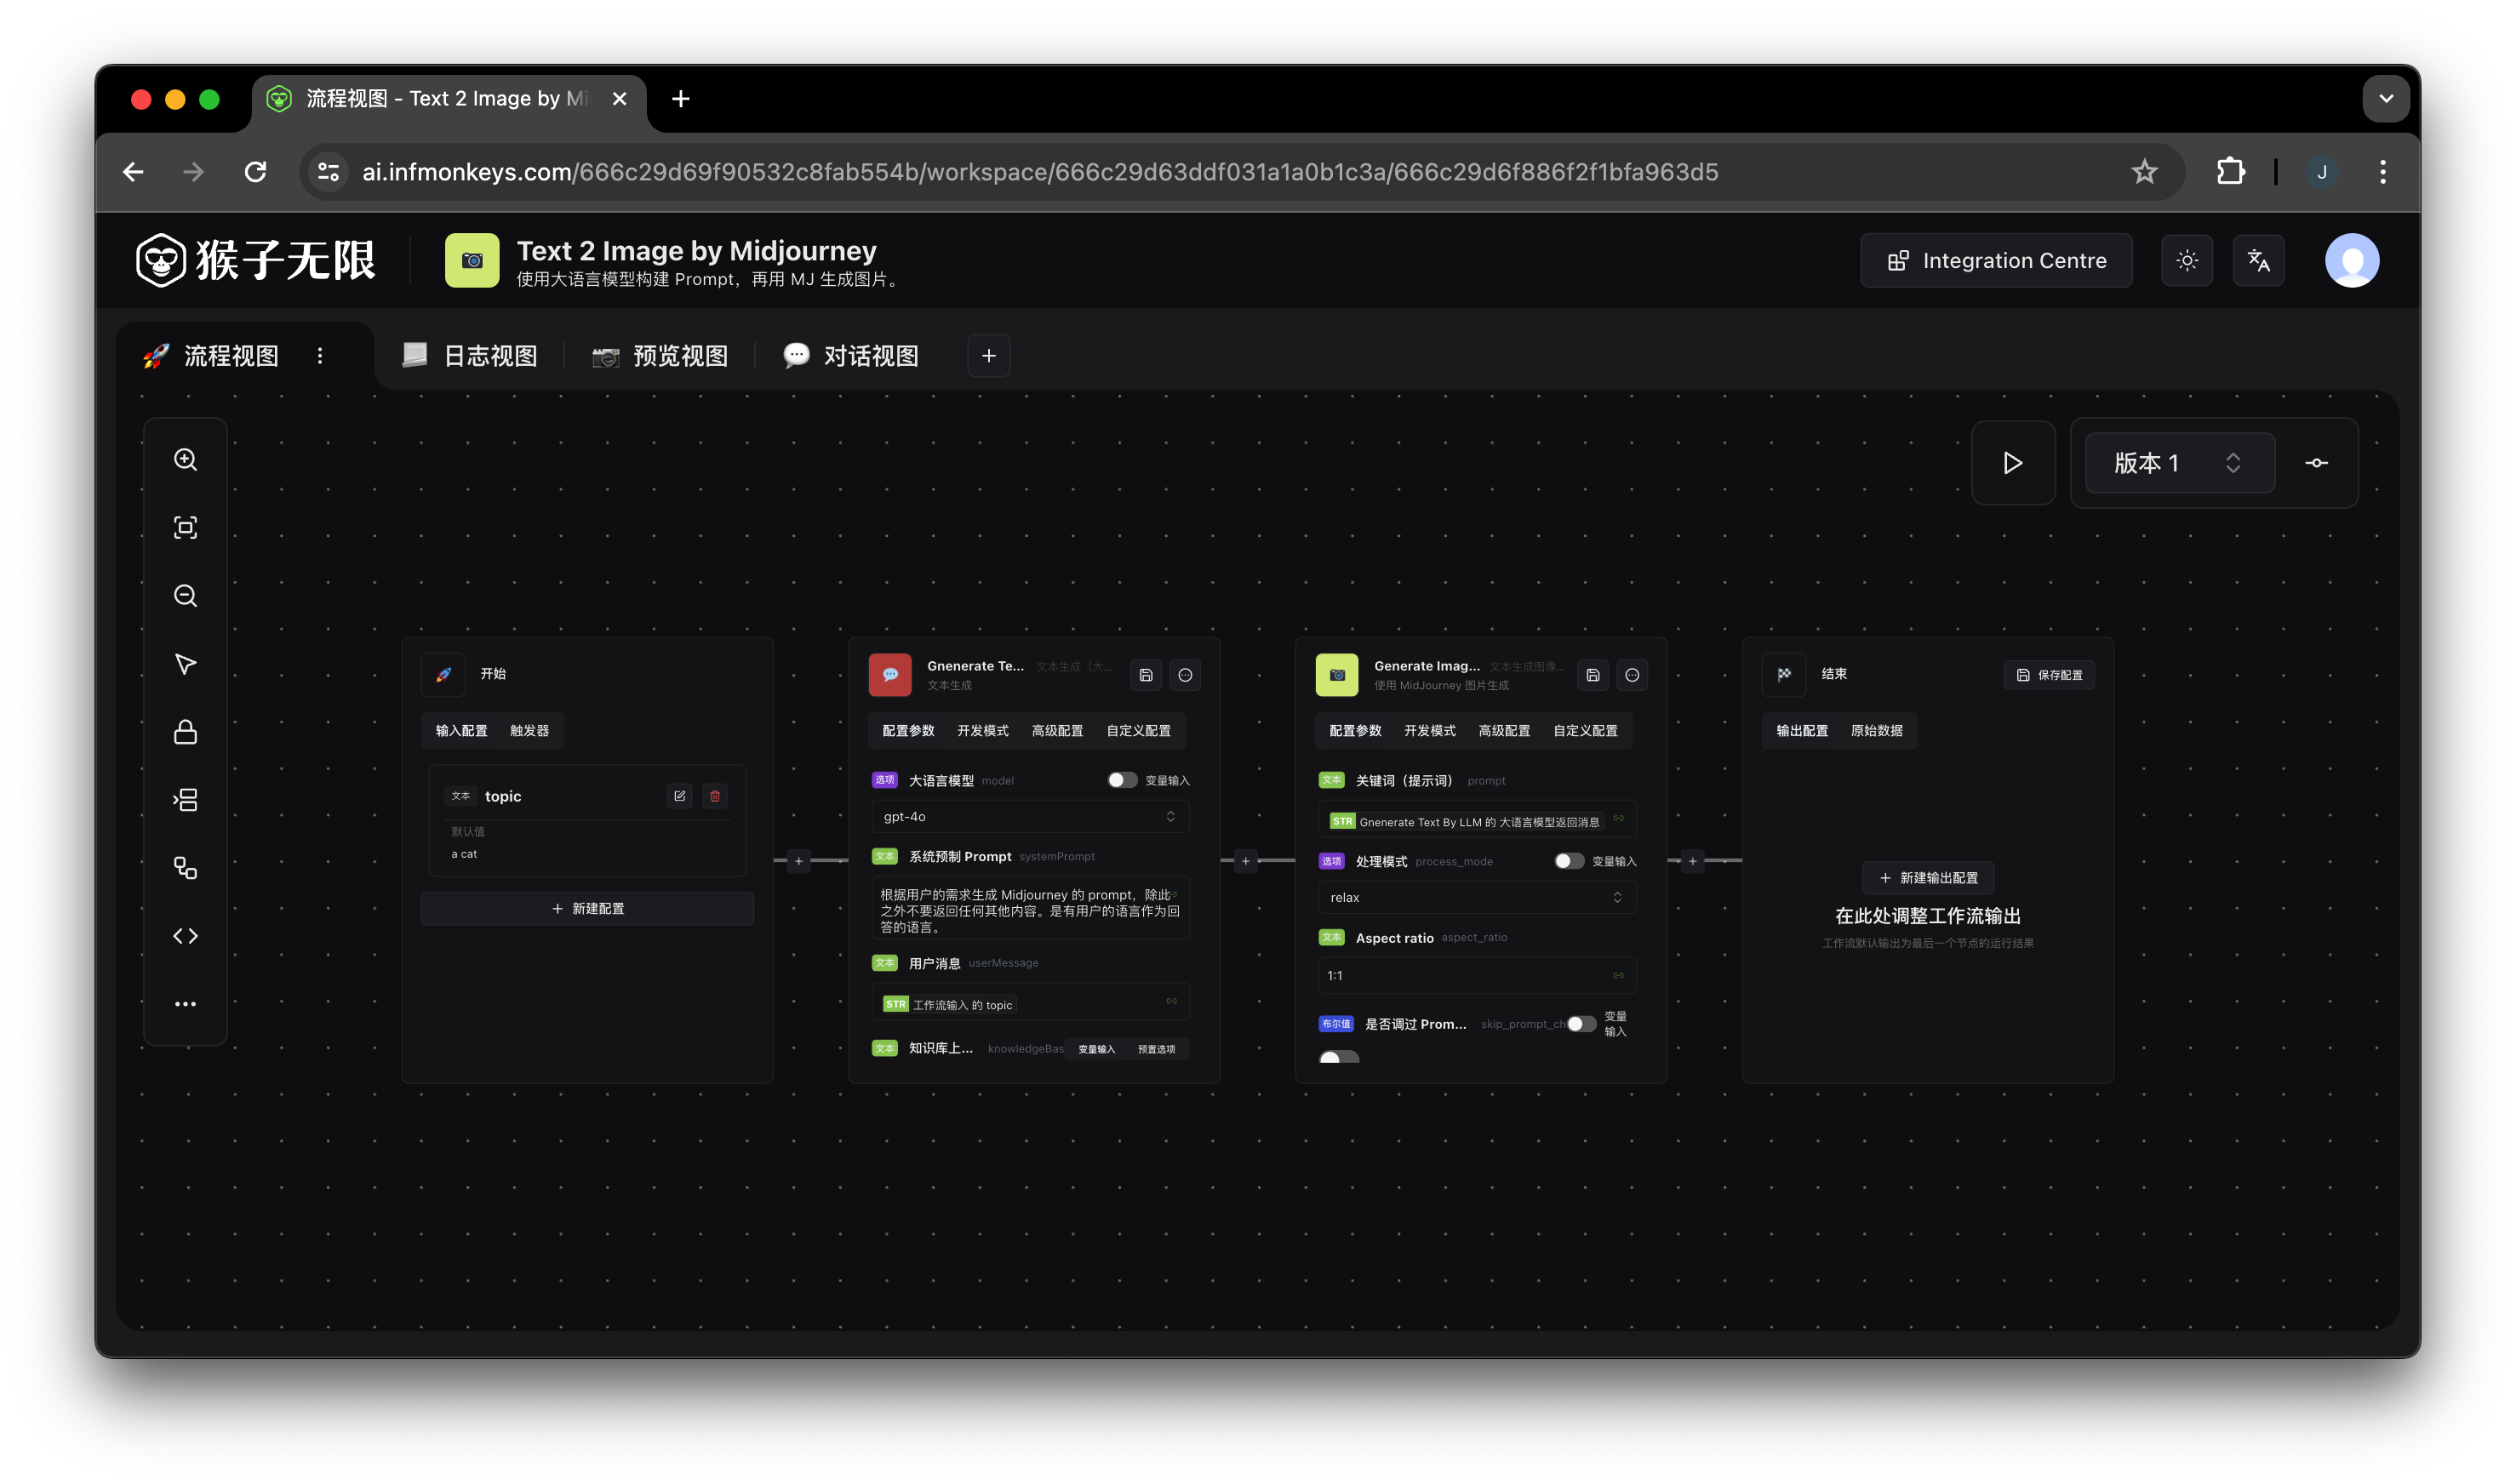 流程视图 - Text 2 Image by Mi
ai.infmonkeys.com/666c29d69f90532c8fab554b/workspace/666c29d63ddf031a1a0b1c3a/666c29d6f886f2f1bfa963d5
J
猴子无限
Text 2 Image by Midjourney
使用大语言模型构建 Prompt，再用 MJ 生成图片。
Integration Centre
流程视图
日志视图
预览视图
对话视图
版本 1
开始
输入配置 触发器
文本 topic
默认值
a cat
新建配置
Gnenerate Te... 文本生成（大...
文本生成
配置参数 开发模式 高级配置 自定义配置
选项 大语言模型 model 变量输入
gpt-4o
文本 系统预制 Prompt systemPrompt
根据用户的需求生成 Midjourney 的 prompt，除此
之外不要返回任何其他内容。是有用户的语言作为回
答的语言。
文本 用户消息 userMessage
STR 工作流输入 的 topic
文本 知识库上... knowledgeBas 变量输入 预置选项
Generate Imag... 文本生成图像...
使用 MidJourney 图片生成
配置参数 开发模式 高级配置 自定义配置
文本 关键词（提示词） prompt
STR Gnenerate Text By LLM 的 大语言模型返回消息
选项 处理模式 process_mode 变量输入
relax
文本 Aspect ratio aspect_ratio
1:1
布尔值 是否调过 Prom... skip_prompt_ch 变量
输入
结束 保存配置
输出配置 原始数据
新建输出配置
在此处调整工作流输出
工作流默认输出为最后一个节点的运行结果